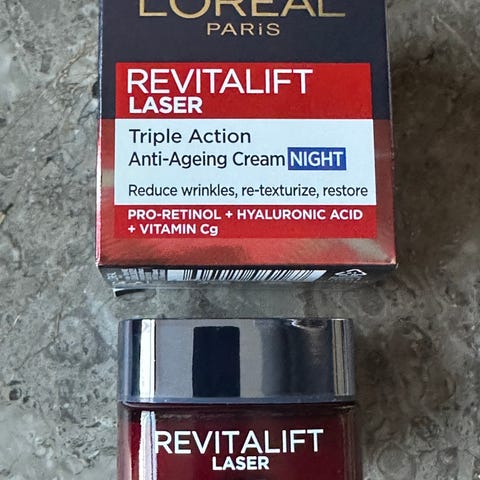 L'ORÉAL
PARiS
REVITALIFT
LASER
Triple Action
Anti-Ageing Cream NIGHT
Reduce wrinkles, re-texturize, restore
PRO-RETINOL + HYALURONIC ACID
+ VITAMIN Cg
REVITALIFT
LASER